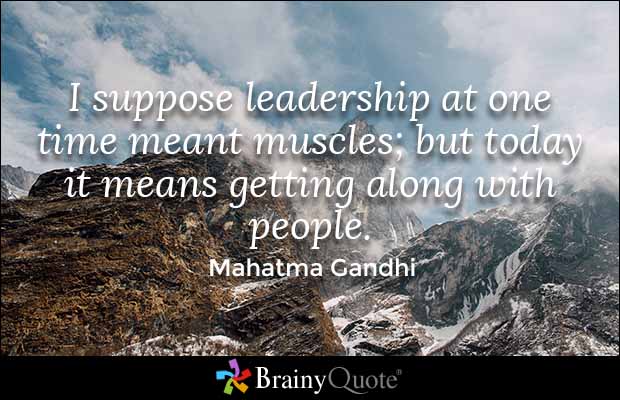 I suppose leadership at one
time meant muscles; but today
it means getting along with
people.
Mahatma Gandhi
BrainyQuote®